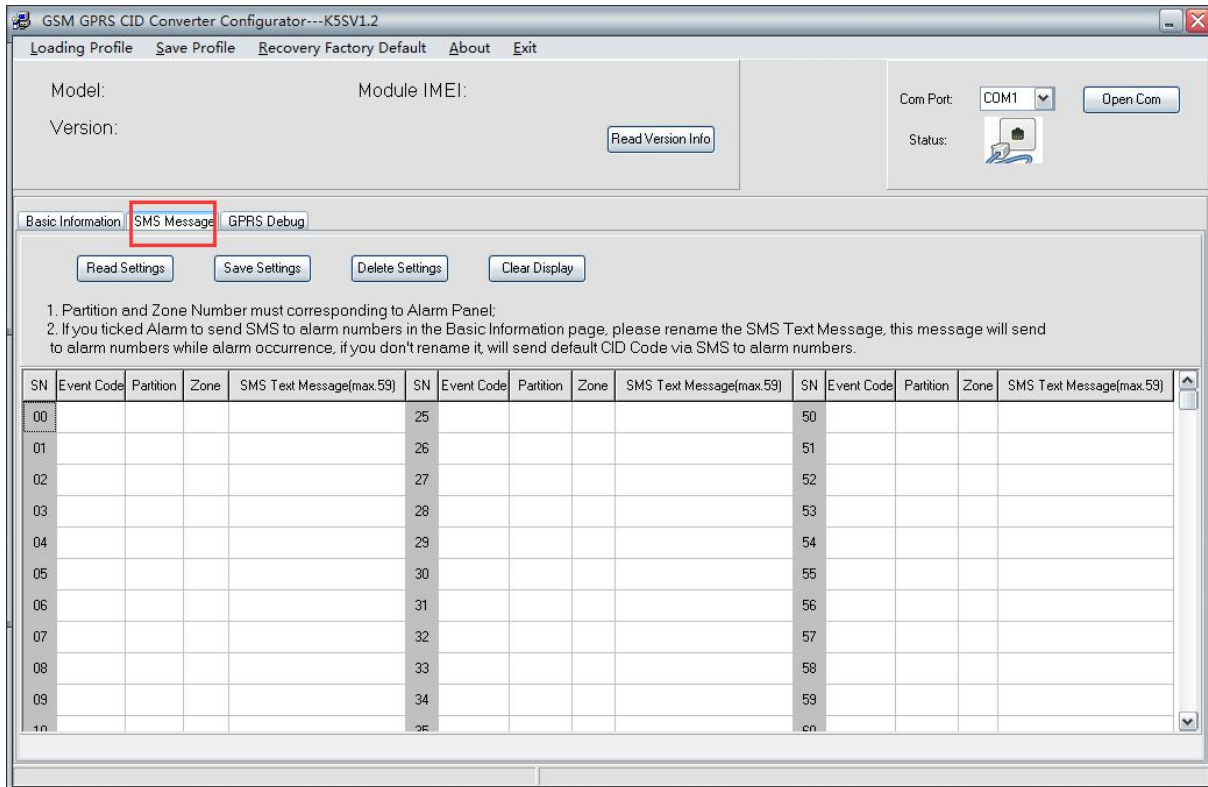 GSM GPRS CID Converter Configurator---K5SV1.2
Loading Profile Save Profile Recovery Factory Default About Exit
Model: Module IMEI:
Version:
Read Version Info
Com Port: COM1 Open Com
Status:
Basic Information SMS Message GPRS Debug
Read Settings Save Settings Delete Settings Clear Display
1. Partition and Zone Number must corresponding to Alarm Panel;
2. If you ticked Alarm to send SMS to alarm numbers in the Basic Information page, please rename the SMS Text Message, this message will send
to alarm numbers while alarm occurrence, if you don't rename it, will send default CID Code via SMS to alarm numbers.
SN Event Code Partition Zone SMS Text Message(max.59) SN Event Code Partition Zone SMS Text Message(max.59) SN Event Code Partition Zone SMS Text Message(max.59)
00 25 50
01 26 51
02 27 52
03 28 53
04 29 54
05 30 55
06 31 56
07 32 57
08 33 58
09 34 59
10 35 60